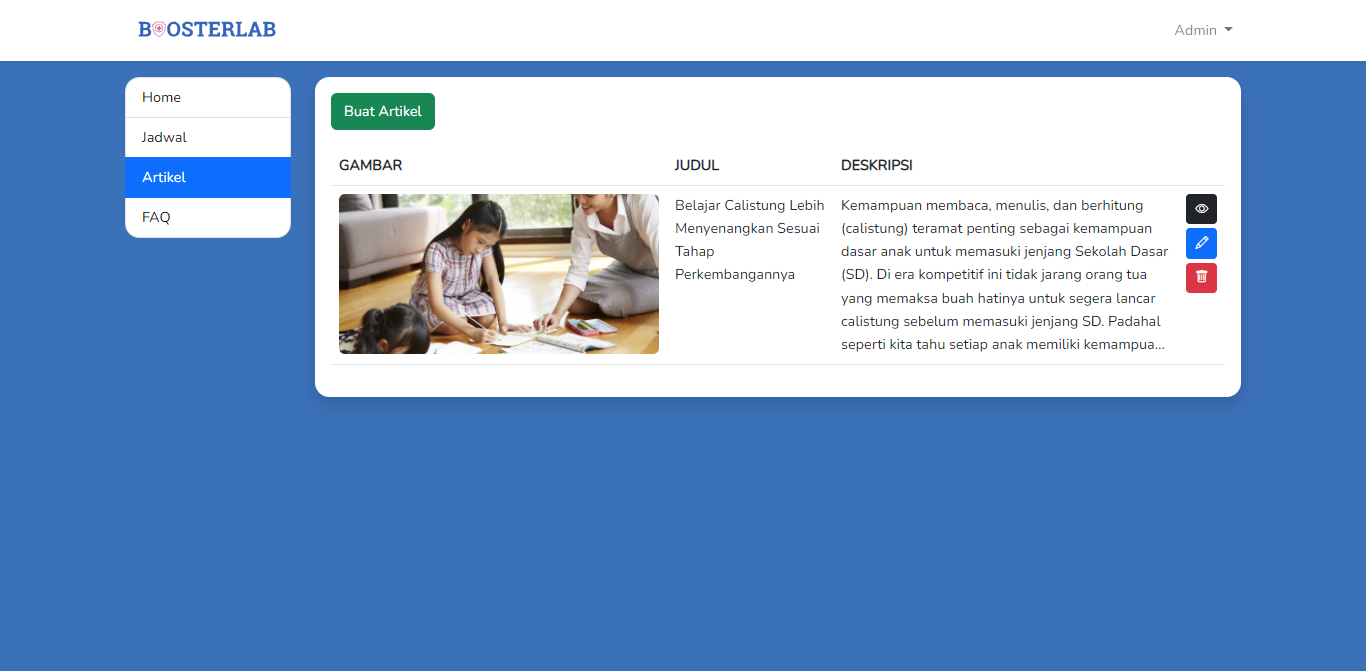 BOOSTERLAB
Admin
Home
Jadwal
Artikel
FAQ
Buat Artikel
GAMBAR JUDUL DESKRIPSI
Belajar Calistung Lebih
Menyenangkan Sesuai
Tahap
Perkembangannya
Kemampuan membaca, menulis, dan berhitung
(calistung) teramat penting sebagai kemampuan
dasar anak untuk memasuki jenjang Sekolah Dasar
(SD). Di era kompetitif ini tidak jarang orang tua
yang memaksa buah hatinya untuk segera lancar
calistung sebelum memasuki jenjang SD. Padahal
seperti kita tahu setiap anak memiliki kemampua...